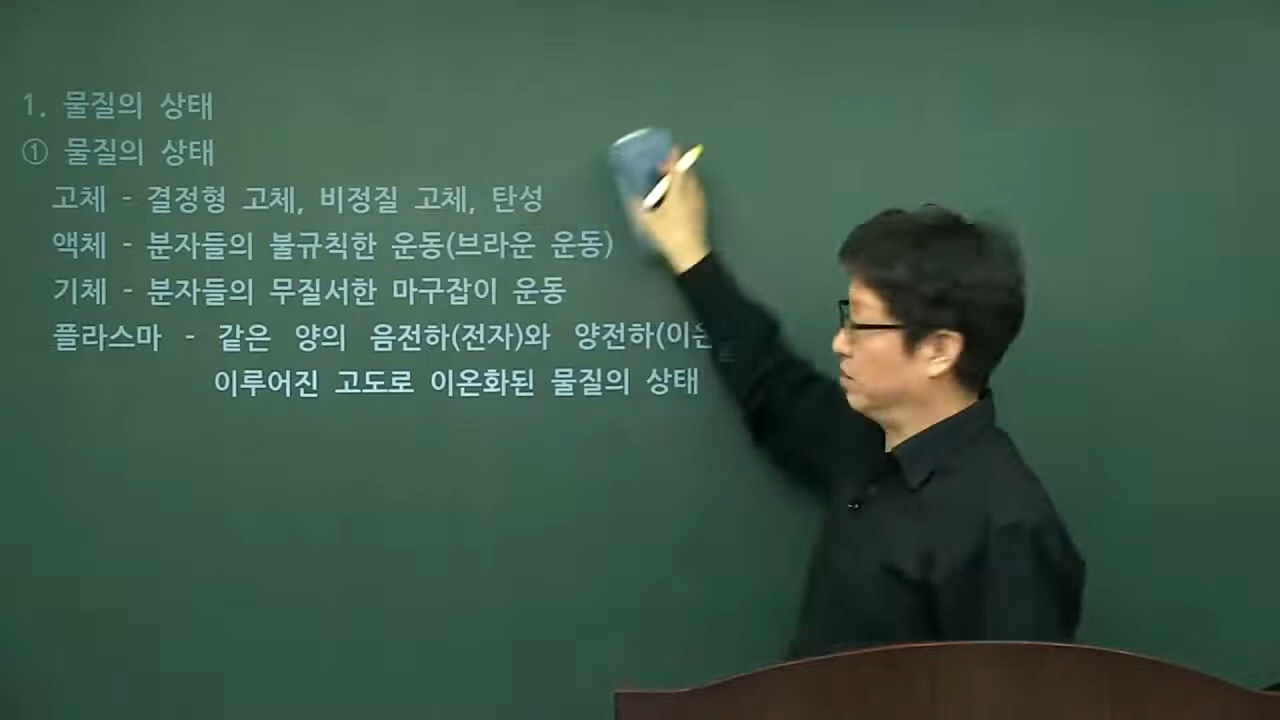 1. 물질의 상태
① 물질의 상태
고체 - 결정형 고체, 비정질 고체, 탄성
액체 - 분자들의 불규칙한 운동(브라운 운동)
기체 - 분자들의 무질서한 마구잡이 운동
플라스마 - 같은 양의 음전하(전자)와 양전하(이온
이루어진 고도로 이온화된 물질의 상태